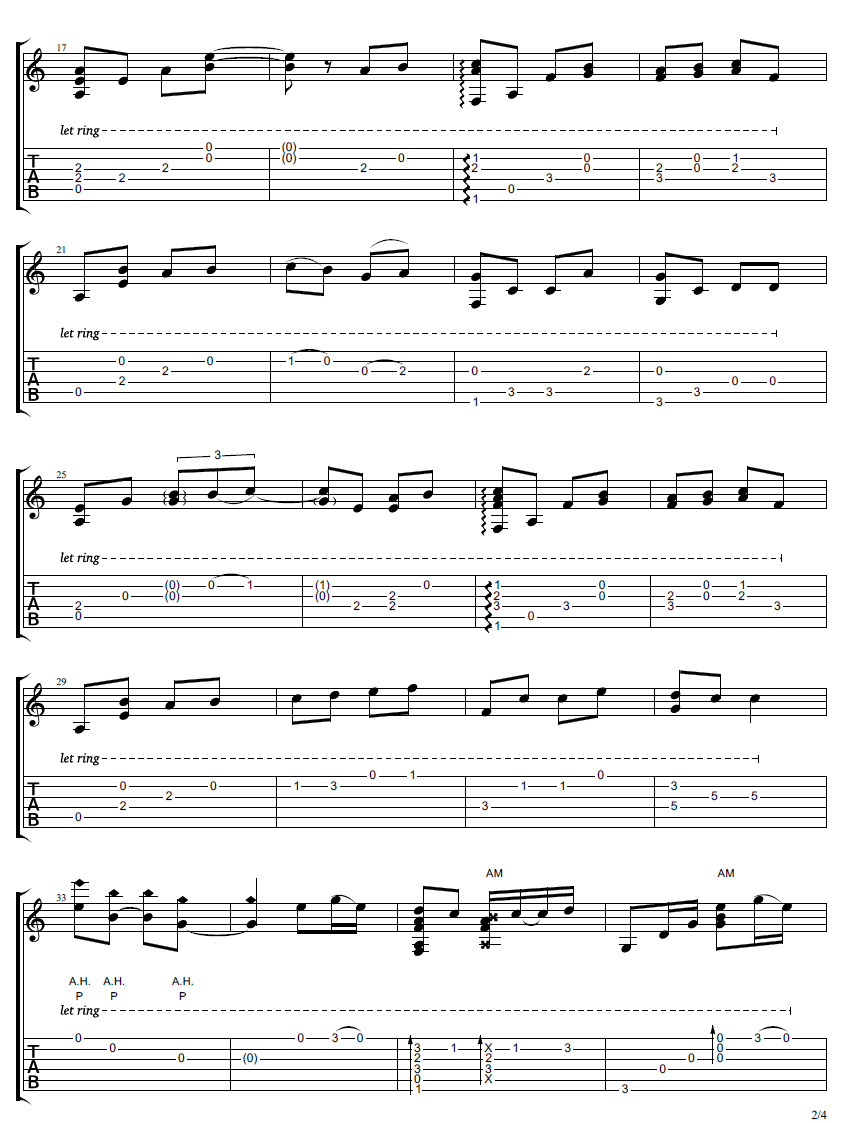 17
let ring
0 (0)
0 (0) 0 1 0 0 1
2 2 2 2 0 2 0 2
2 2 3 3 3
0 0
1
TAB
21
let ring
0 0 1 0
2 0 2 0 2 0
2 0 0
0 3 3 3
1 3
TAB
3
25
let ring
(0) 0 1 (1) 0 1 0 0 1
0 (0) (0) 2 2 0 2 0 2
2 2 2 3 3 3 3
0 0
1
TAB
29
let ring
0 1 0
0 0 1 3 1 1 3
2 5 5
2 3 5
0
TAB
AM AM
33
A.H. A.H. A.H.
P P P
let ring
0 0 3 0 0 3 0
0 3 1 X 1 3 0
0 (0) 2 2 0 0
3 3 0
0 X
1 3
TAB
2/4